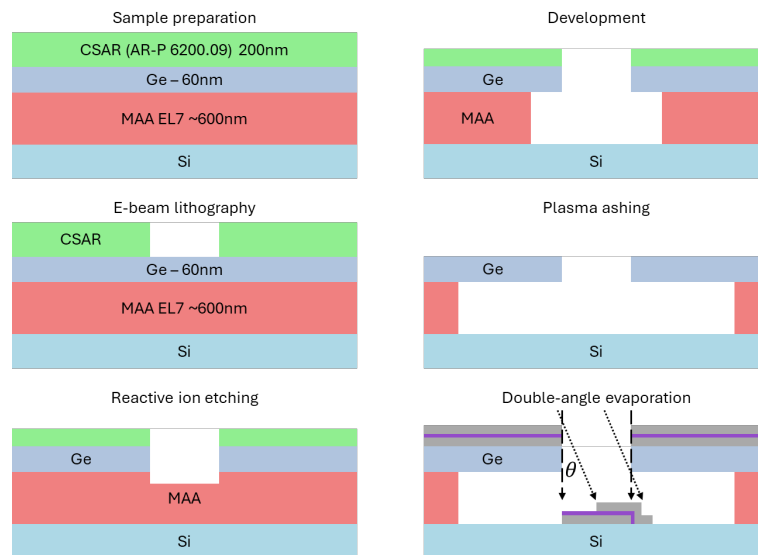 Sample preparation
CSAR (AR-P 6200.09) 200nm
Ge – 60nm
MAA EL7 ~600nm
Si
E-beam lithography
CSAR
Ge – 60nm
MAA EL7 ~600nm
Si
Reactive ion etching
Ge
MAA
Si
Development
Ge
MAA
Si
Plasma ashing
Ge
Si
Double-angle evaporation
Ge
θ
Si